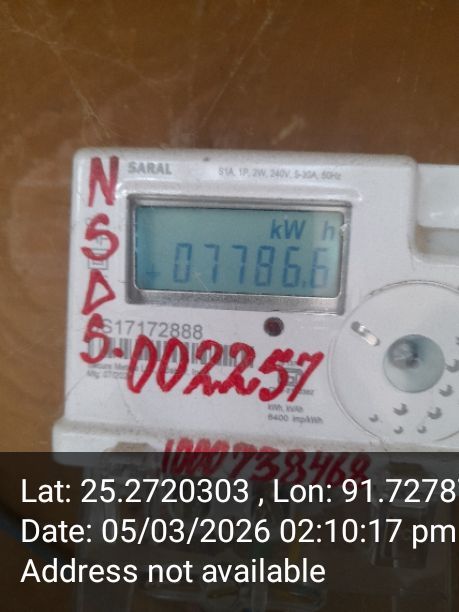 SARAL
S1A, 1P, 2W, 240V, 5-30A, 50Hz
kW h
07786.6
NSDS-002257
S17172888
kWh, kVAh
6400 imp/kWh
1000738468
Lat: 25.2720303 , Lon: 91.7278
Date: 05/03/2026 02:10:17 pm
Address not available